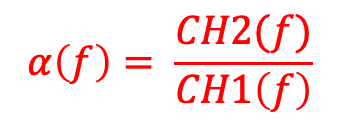 α(f) = CH2(f) / CH1(f)